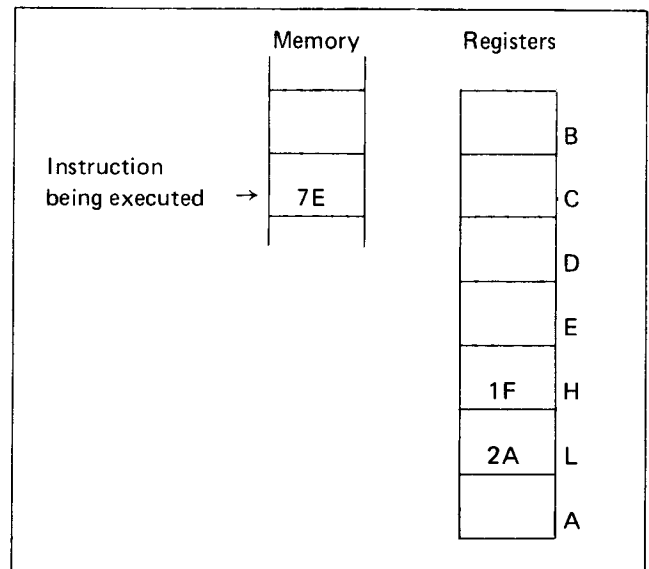 Memory Registers
B
Instruction
being executed → 7E C
D
E
1F H
2A L
A